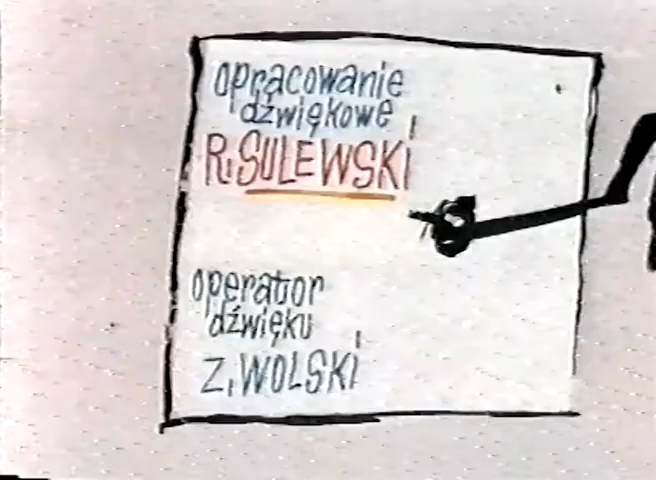 opracowanie
dźwiękowe
R. SULEWSKI
operator
dźwięku
Z. WOLSKI